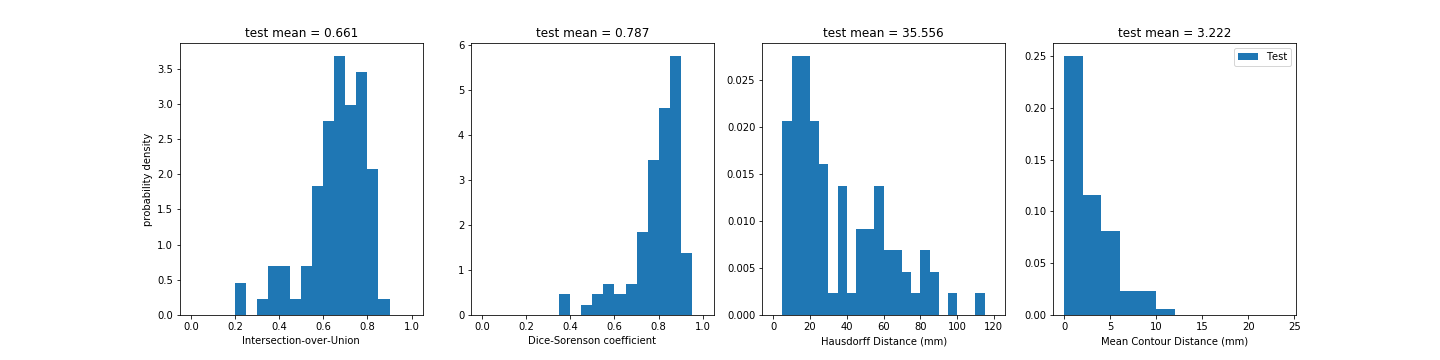 test mean = 0.661
probability density
3.5
3.0
2.5
2.0
1.5
1.0
0.5
0.0
0.0 0.2 0.4 0.6 0.8 1.0
Intersection-over-Union
test mean = 0.787
6
5
4
3
2
1
0
0.0 0.2 0.4 0.6 0.8 1.0
Dice-Sorenson coefficient
test mean = 35.556
0.025
0.020
0.015
0.010
0.005
0.000
0 20 40 60 80 100 120
Hausdorff Distance (mm)
test mean = 3.222
Test
0.25
0.20
0.15
0.10
0.05
0.00
0 5 10 15 20 25
Mean Contour Distance (mm)